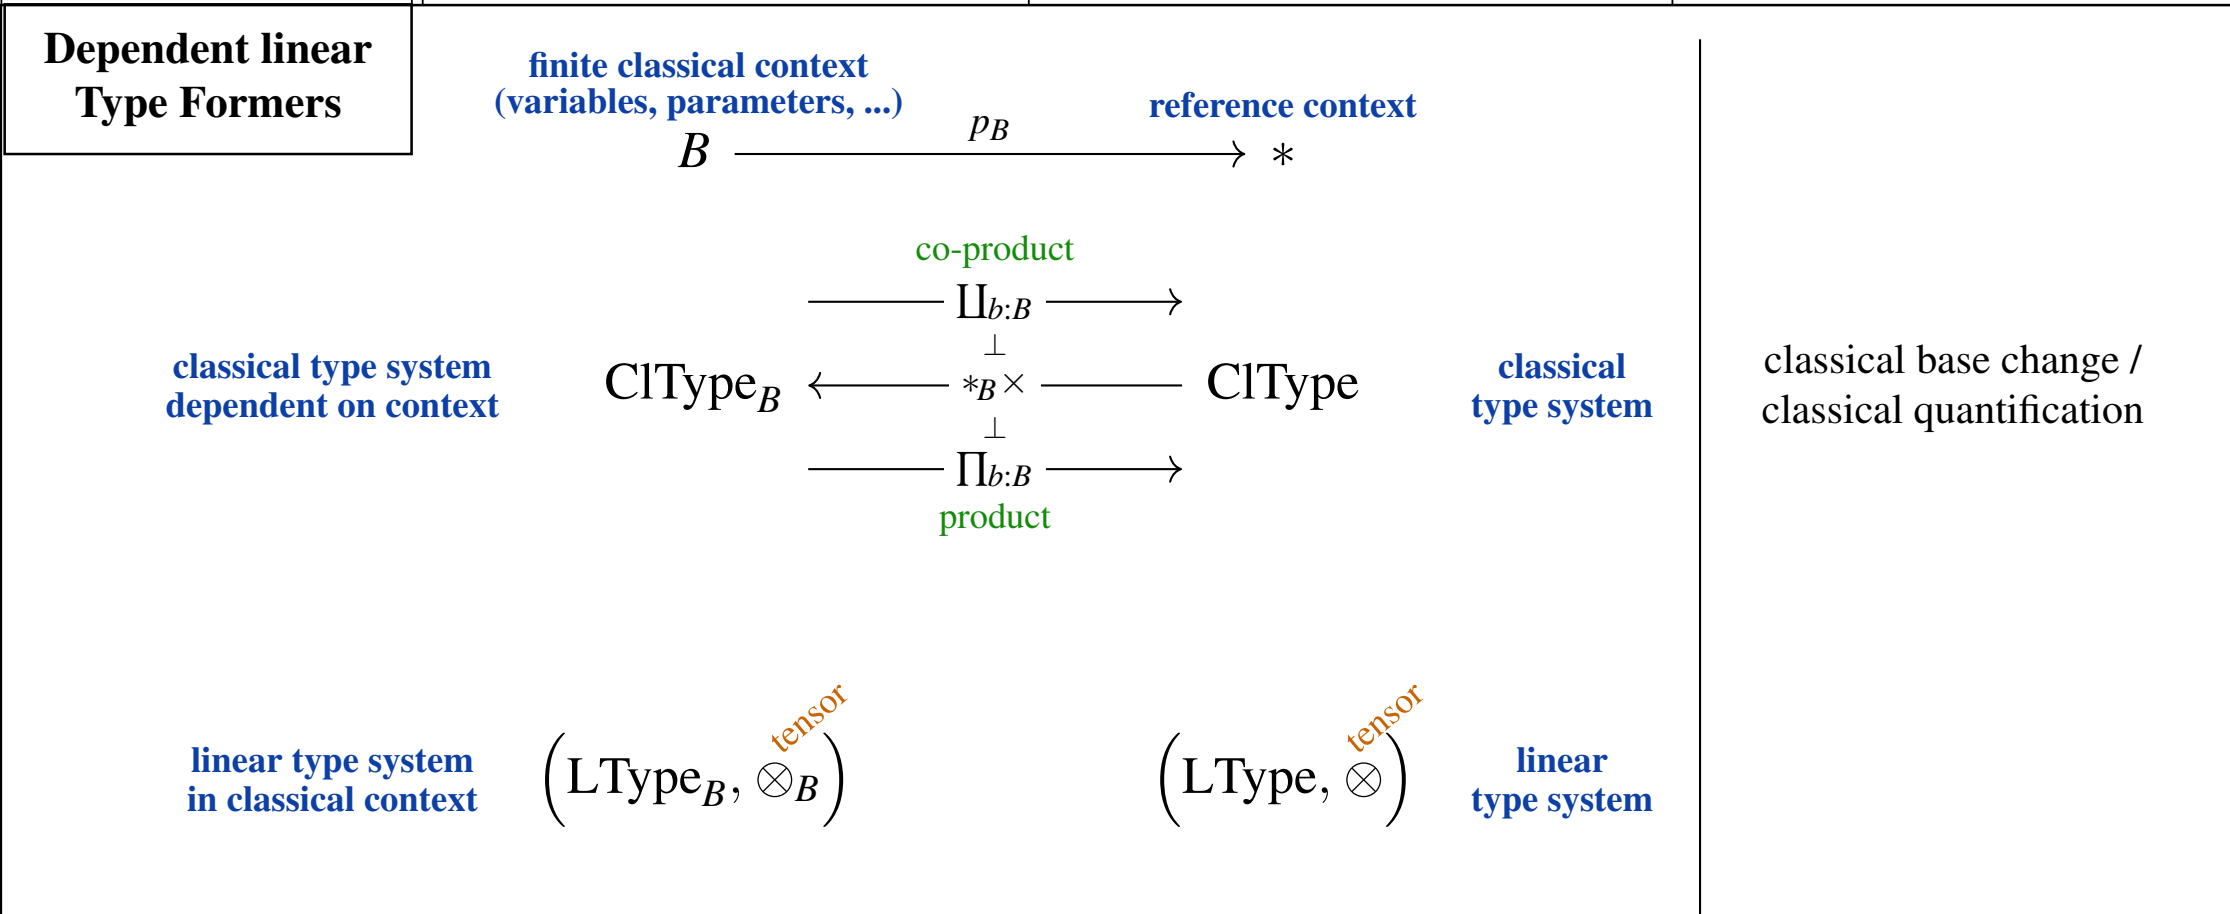 Dependent linear
Type Formers
finite classical context
(variables, parameters, ...)
reference context
p_B
B ⟶ *
co-product
∐_{b:B}
⊥
classical type system
dependent on context
ClType_B ⟵ *_B × — ClType
classical
type system
classical base change /
classical quantification
⊥
∏_{b:B}
product
linear type system
in classical context
tensor
(LType_B, ⊗_B)
tensor
(LType, ⊗)
linear
type system